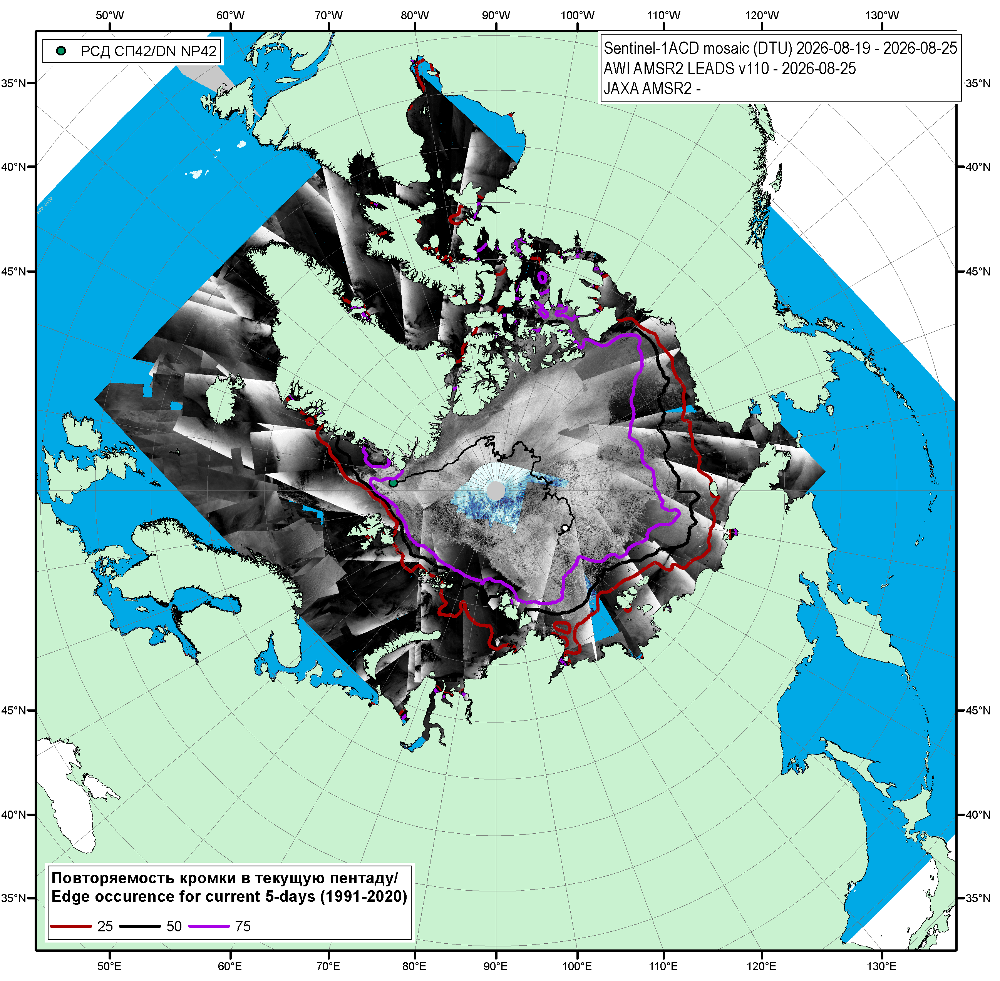 50°W 60°W 70°W 80°W 90°W 100°W 110°W 120°W 130°W
РСД СП42/DN NP42
Sentinel-1ACD mosaic (DTU) 2026-08-19 - 2026-08-25
AWI AMSR2 LEADS v110 - 2026-08-25
JAXA AMSR2 -
35°N 35°N
40°N 40°N
45°N 45°N
45°N 45°N
40°N 40°N
35°N 35°N
Повторяемость кромки в текущую пентаду/
Edge occurence for current 5-days (1991-2020)
25 50 75
50°E 60°E 70°E 80°E 90°E 100°E 110°E 120°E 130°E